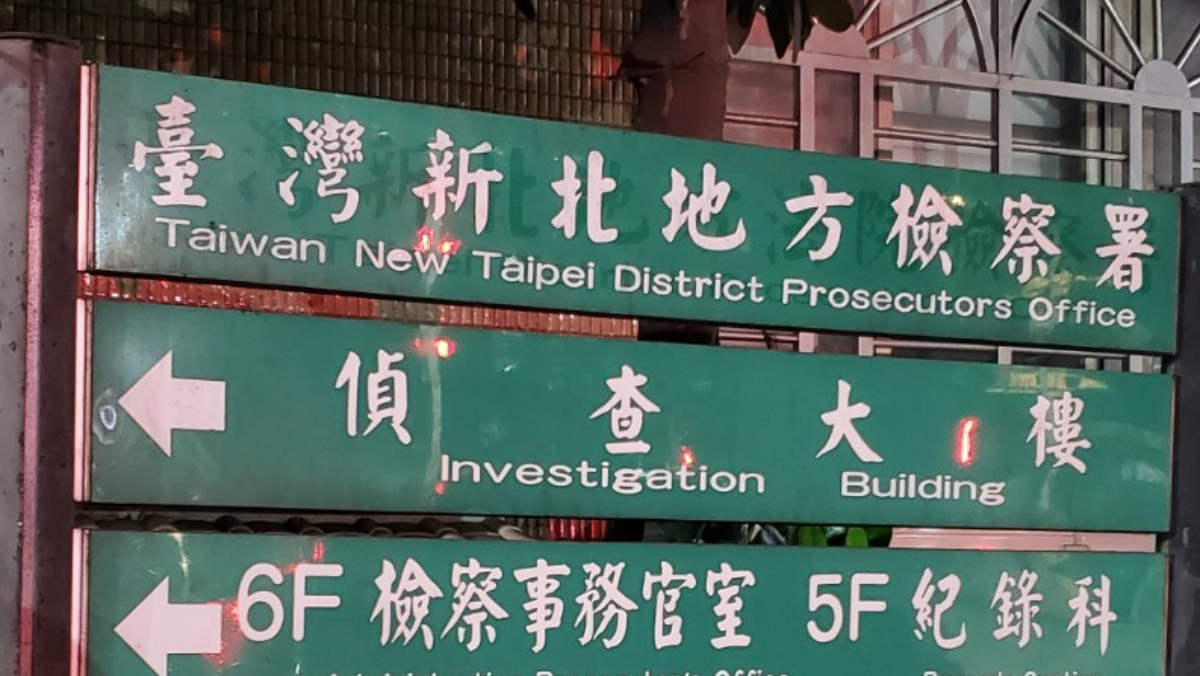 臺灣新北地方檢察署
Taiwan New Taipei District Prosecutors Office
偵查大樓
Investigation Building
6F 檢察事務官室 5F 紀錄科